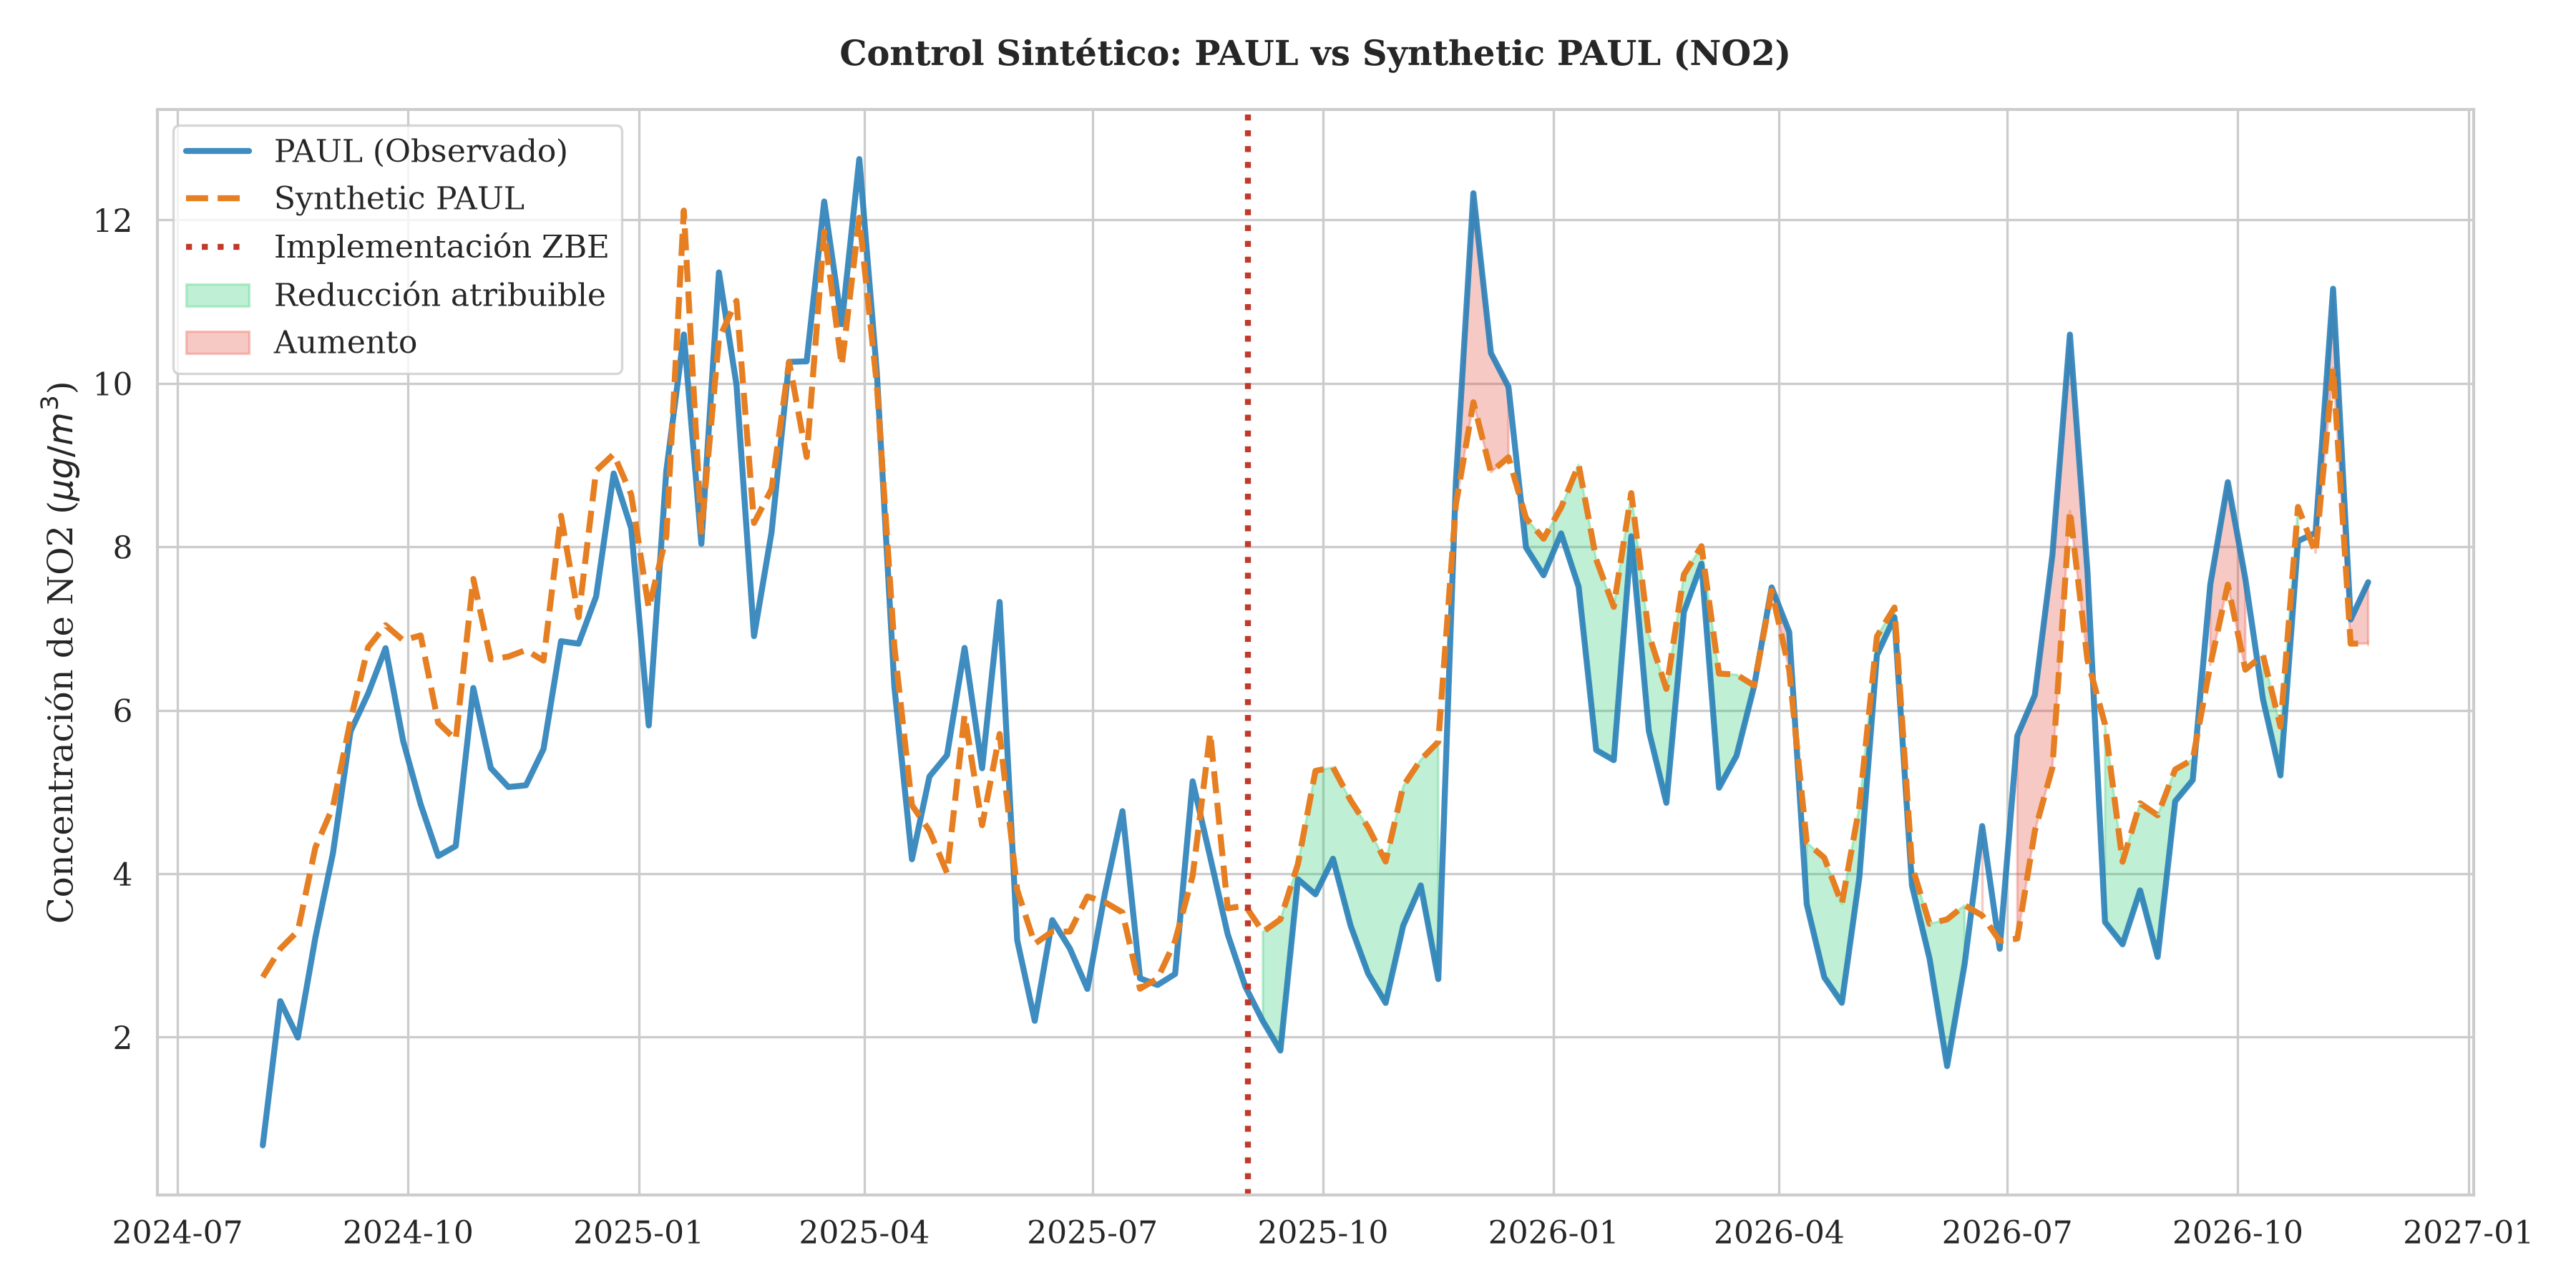 Control Sintético: PAUL vs Synthetic PAUL (NO2)
PAUL (Observado)
Synthetic PAUL
Implementación ZBE
Reducción atribuible
Aumento
Concentración de NO2 (μg/m³)
12
10
8
6
4
2
2024-07 2024-10 2025-01 2025-04 2025-07 2025-10 2026-01 2026-04 2026-07 2026-10 2027-01